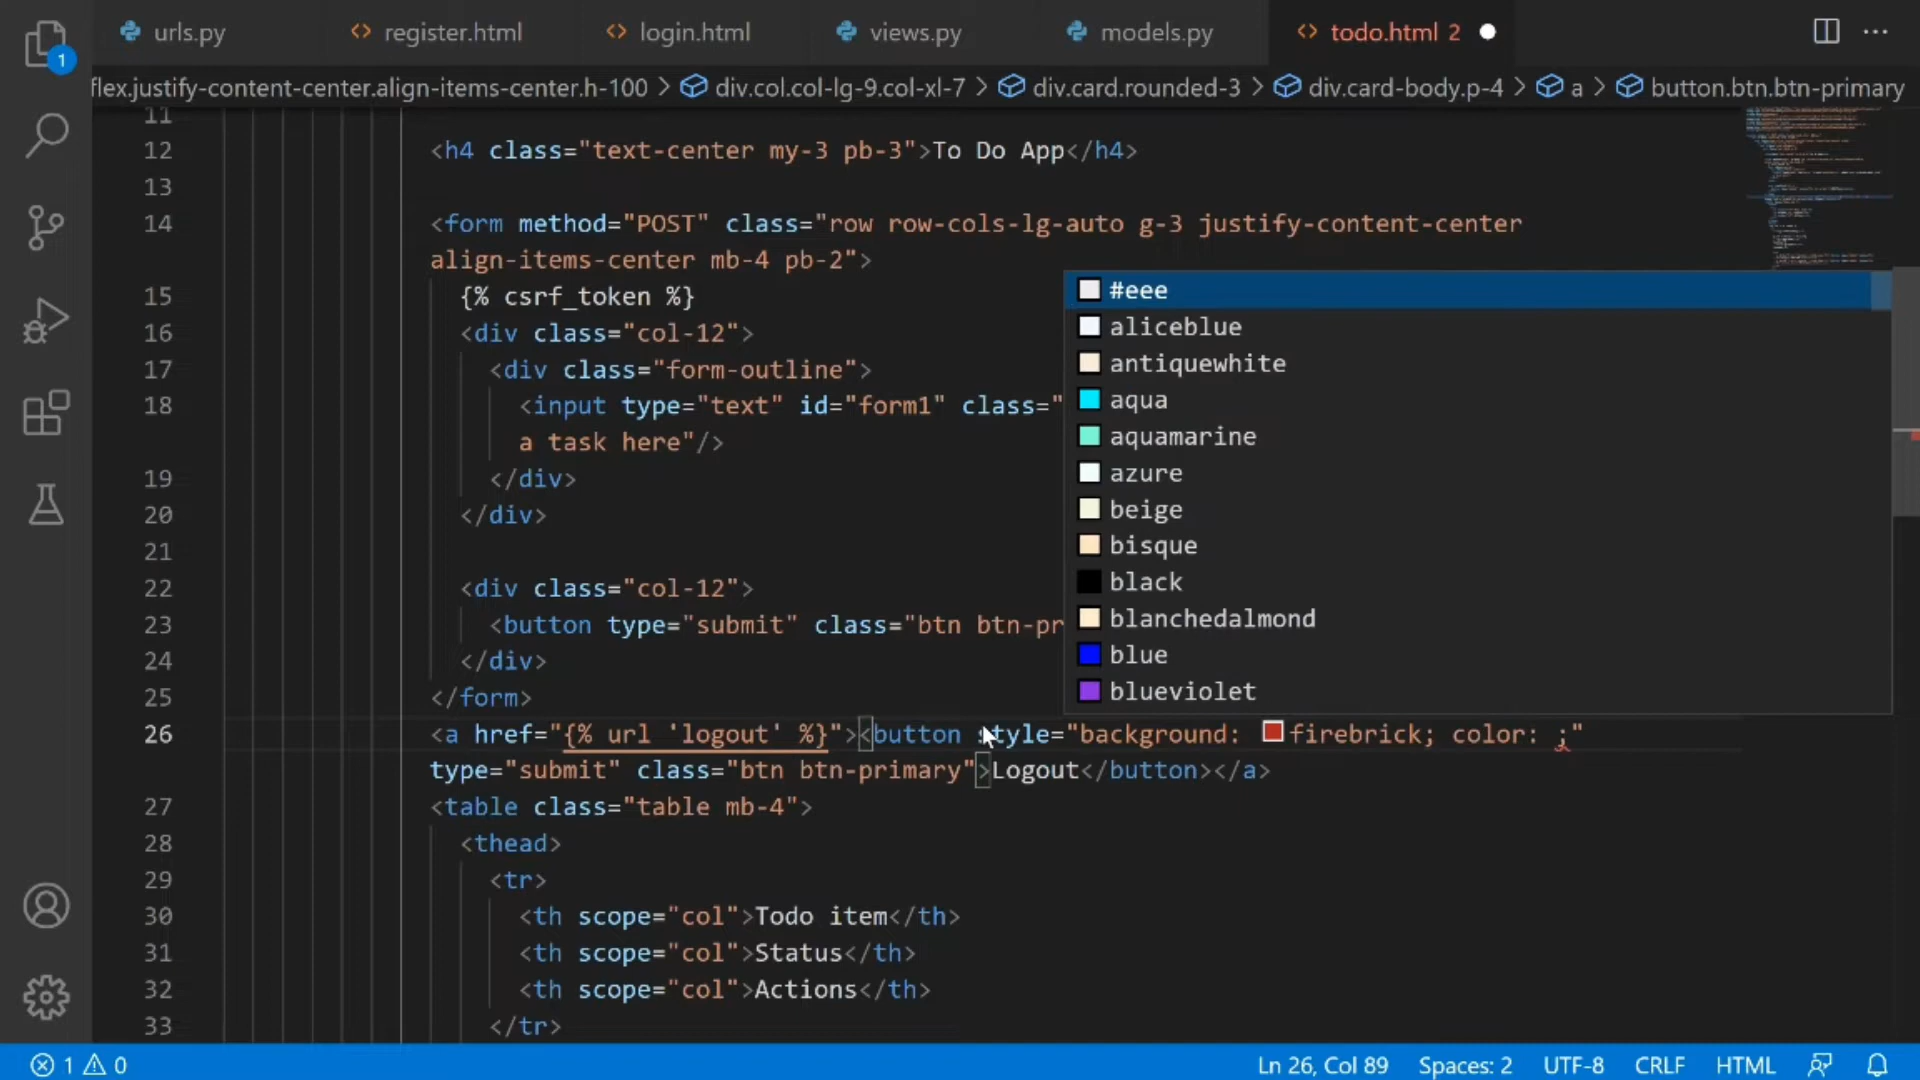 urls.py register.html login.html views.py models.py todo.html 2
1
flex.justify-content-center.align-items-center.h-100 > div.col.col-lg-9.col-xl-7 > div.card.rounded-3 > div.card-body.p-4 > a > button.btn.btn-primary
11
12 <h4 class="text-center my-3 pb-3">To Do App</h4>
13
14 <form method="POST" class="row row-cols-lg-auto g-3 justify-content-center
align-items-center mb-4 pb-2">
15 {% csrf_token %}
16 <div class="col-12">
17 <div class="form-outline">
18 <input type="text" id="form1" class="
a task here"/>
19 </div>
20 </div>
21
22 <div class="col-12">
23 <button type="submit" class="btn btn-pr
24 </div>
25 </form>
26 <a href="{% url 'logout' %}"><button style="background: firebrick; color: ;"
type="submit" class="btn btn-primary">Logout</button></a>
27 <table class="table mb-4">
28 <thead>
29 <tr>
30 <th scope="col">Todo item</th>
31 <th scope="col">Status</th>
32 <th scope="col">Actions</th>
33 </tr>
#eee
aliceblue
antiquewhite
aqua
aquamarine
azure
beige
bisque
black
blanchedalmond
blue
blueviolet
1 0 Ln 26, Col 89 Spaces: 2 UTF-8 CRLF HTML